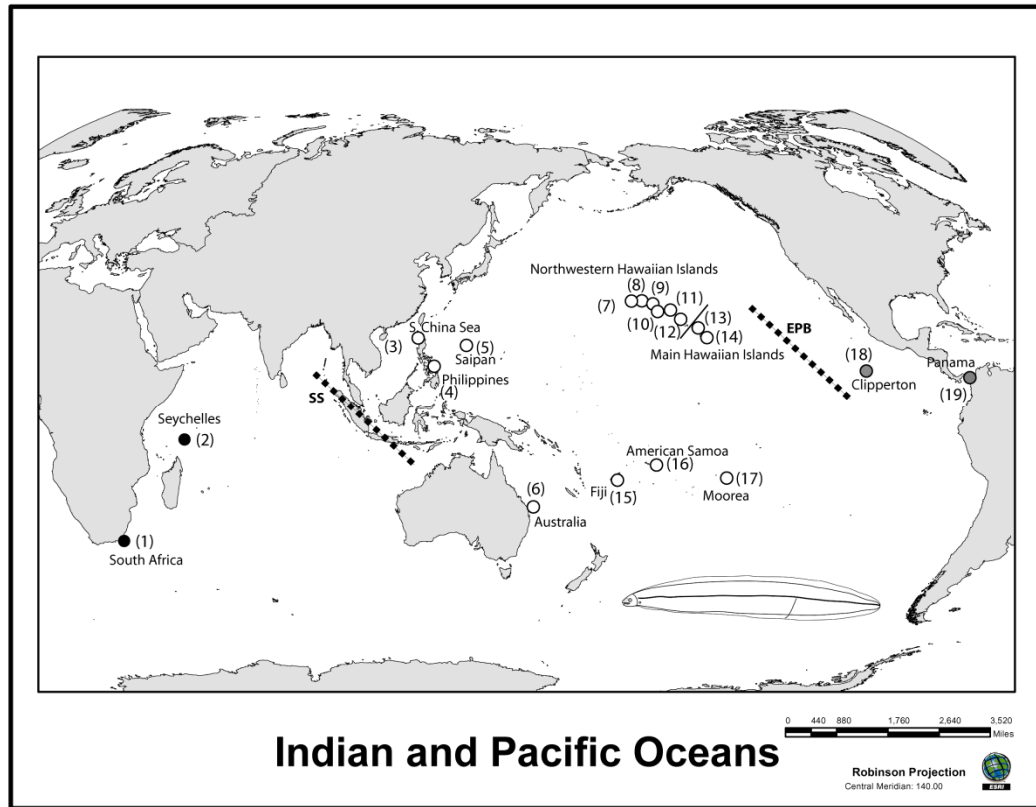 Northwestern Hawaiian Islands
(8)
(9)
(7)
(11)
(10)
(12)
(13)
(14)
Main Hawaiian Islands
EPB
S China Sea
(3)
(5)
Saipan
Philippines
(4)
SS
(18)
Clipperton
Panama
(19)
Seychelles
(2)
American Samoa
(16)
Fiji
(15)
(17)
Moorea
(6)
Australia
(1)
South Africa
Indian and Pacific Oceans
0 440 880 1,760 2,640 3,520
Miles
Robinson Projection
Central Meridian: 140.00
ESRI